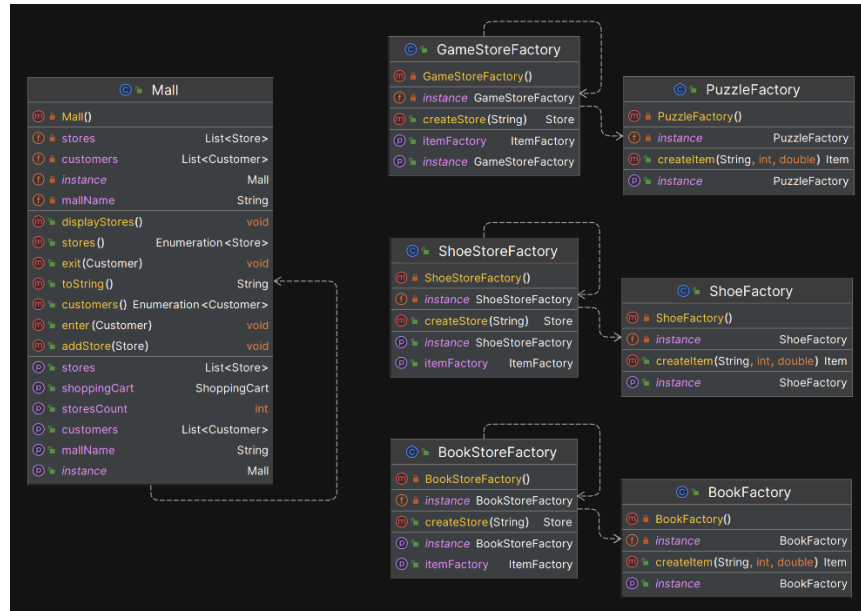 Mall
Mall()
stores List<Store>
customers List<Customer>
instance Mall
mallName String
displayStores() void
stores() Enumeration<Store>
exit(Customer) void
toString() String
customers() Enumeration<Customer>
enter(Customer) void
addStore(Store) void
stores List<Store>
shoppingCart ShoppingCart
storesCount int
customers List<Customer>
mallName String
instance Mall
GameStoreFactory
GameStoreFactory()
instance GameStoreFactory
createStore(String) Store
itemFactory ItemFactory
instance GameStoreFactory
PuzzleFactory
PuzzleFactory()
instance PuzzleFactory
createItem(String, int, double) Item
instance PuzzleFactory
ShoeStoreFactory
ShoeStoreFactory()
instance ShoeStoreFactory
createStore(String) Store
instance ShoeStoreFactory
itemFactory ItemFactory
ShoeFactory
ShoeFactory()
instance ShoeFactory
createItem(String, int, double) Item
instance ShoeFactory
BookStoreFactory
BookStoreFactory()
instance BookStoreFactory
createStore(String) Store
instance BookStoreFactory
itemFactory ItemFactory
BookFactory
BookFactory()
instance BookFactory
createItem(String, int, double) Item
instance BookFactory